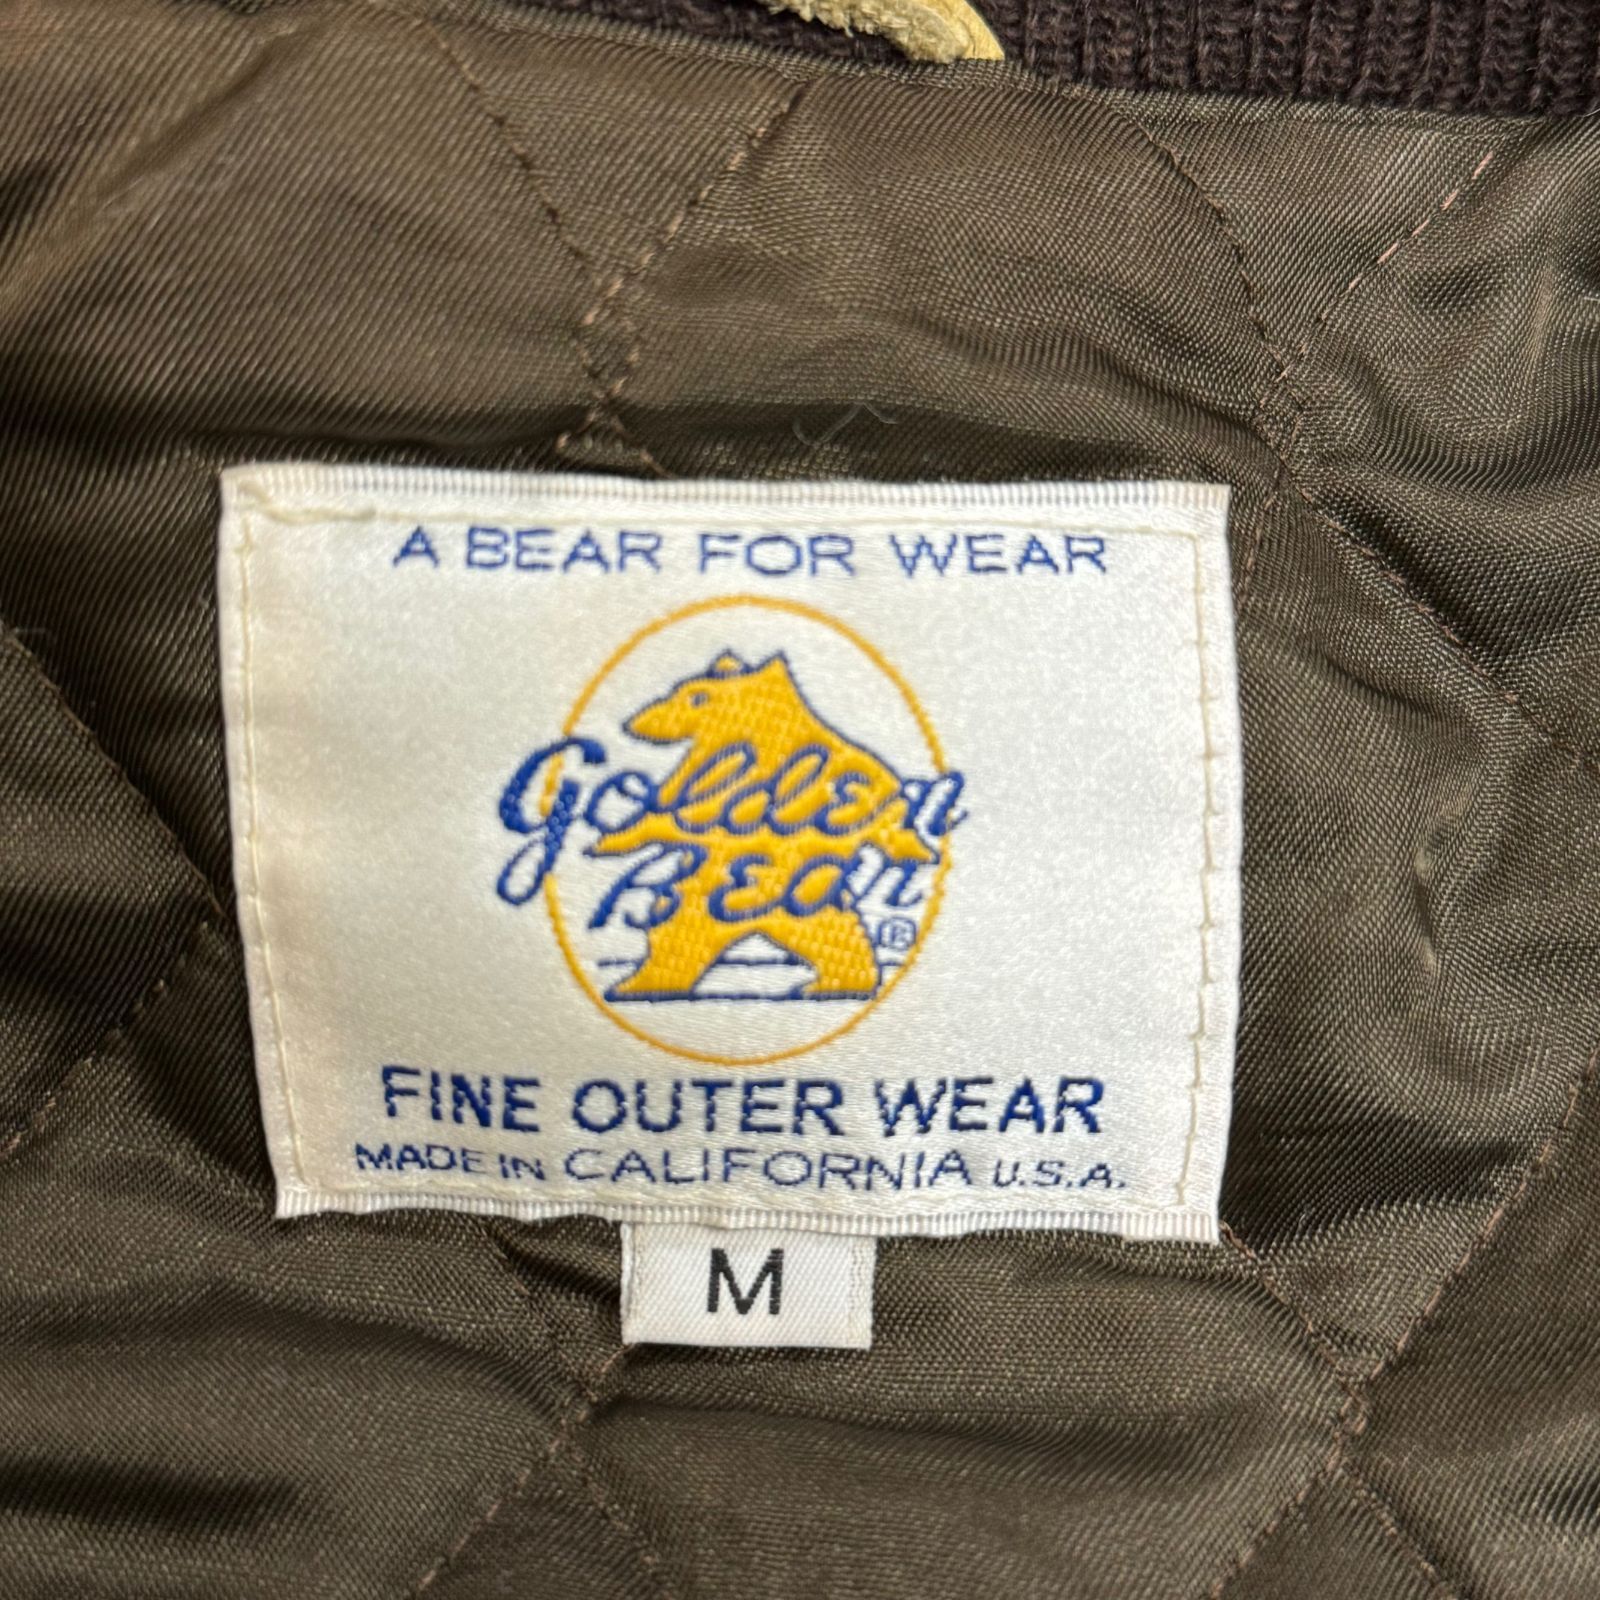 A BEAR FOR WEAR
Golden
Bear
®
FINE OUTER WEAR
MADE IN CALIFORNIA U.S.A.
M